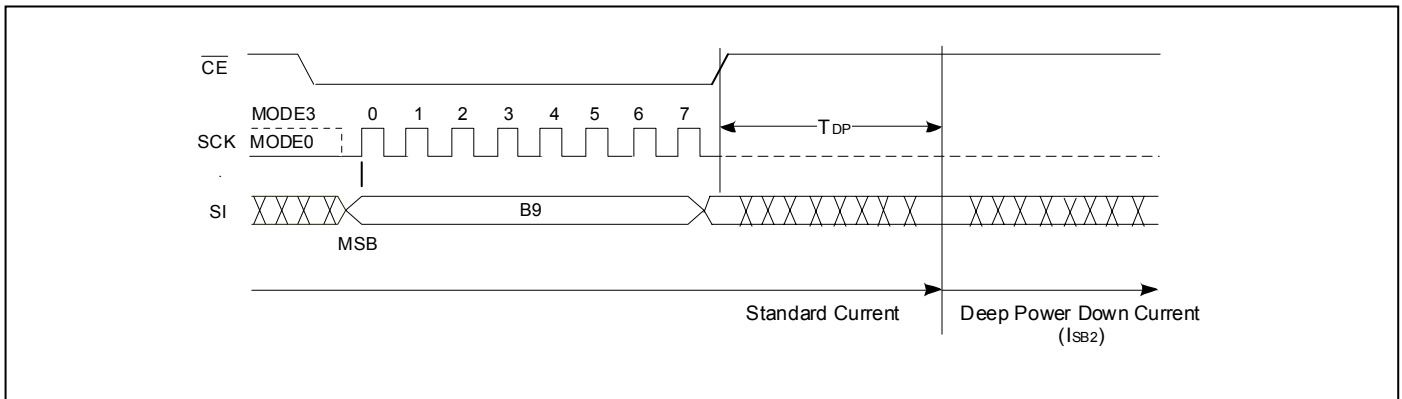 CE
MODE3 0 1 2 3 4 5 6 7
SCK MODE0
TDP
SI B9
MSB
Standard Current Deep Power Down Current
(ISB2)